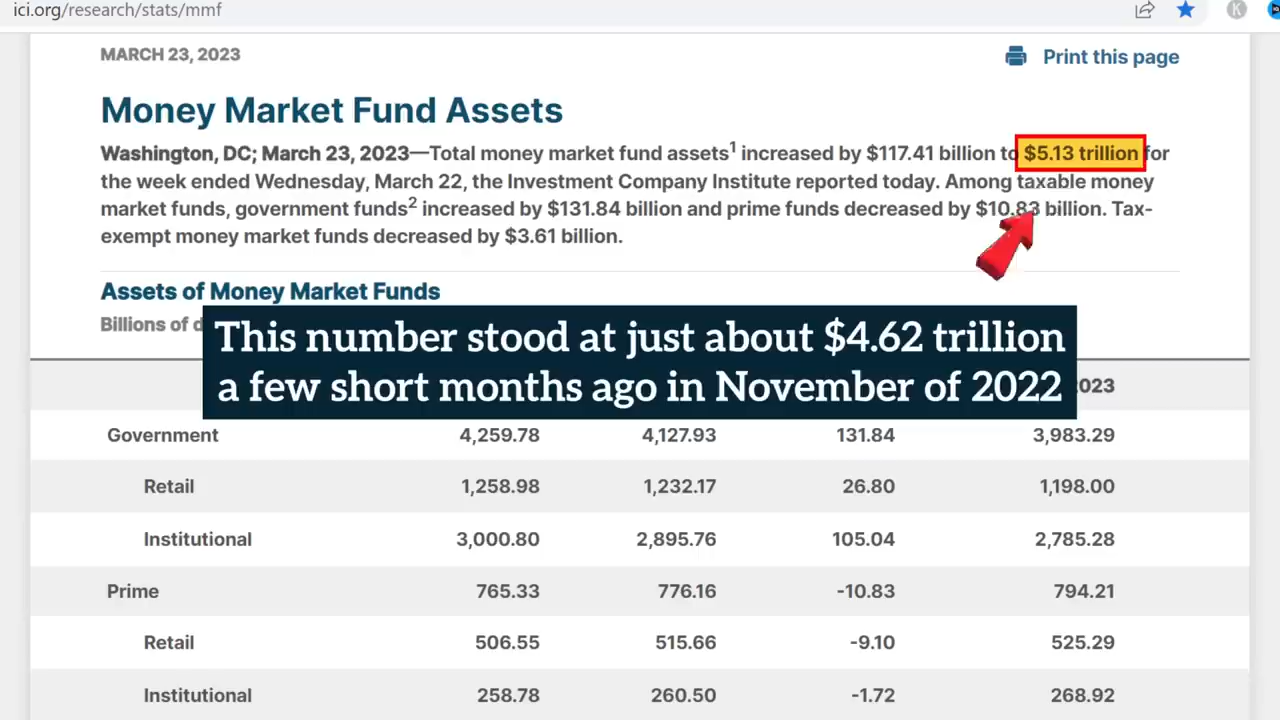 ici.org/research/stats/mmf
K
MARCH 23, 2023
Print this page
Money Market Fund Assets
Washington, DC; March 23, 2023—Total money market fund assets1 increased by $117.41 billion to $5.13 trillion for
the week ended Wednesday, March 22, the Investment Company Institute reported today. Among taxable money
market funds, government funds2 increased by $131.84 billion and prime funds decreased by $10.83 billion. Tax-
exempt money market funds decreased by $3.61 billion.
Assets of Money Market Funds
Billions of d
This number stood at just about $4.62 trillion
a few short months ago in November of 2022
023
Government 4,259.78 4,127.93 131.84 3,983.29
Retail 1,258.98 1,232.17 26.80 1,198.00
Institutional 3,000.80 2,895.76 105.04 2,785.28
Prime 765.33 776.16 -10.83 794.21
Retail 506.55 515.66 -9.10 525.29
Institutional 258.78 260.50 -1.72 268.92